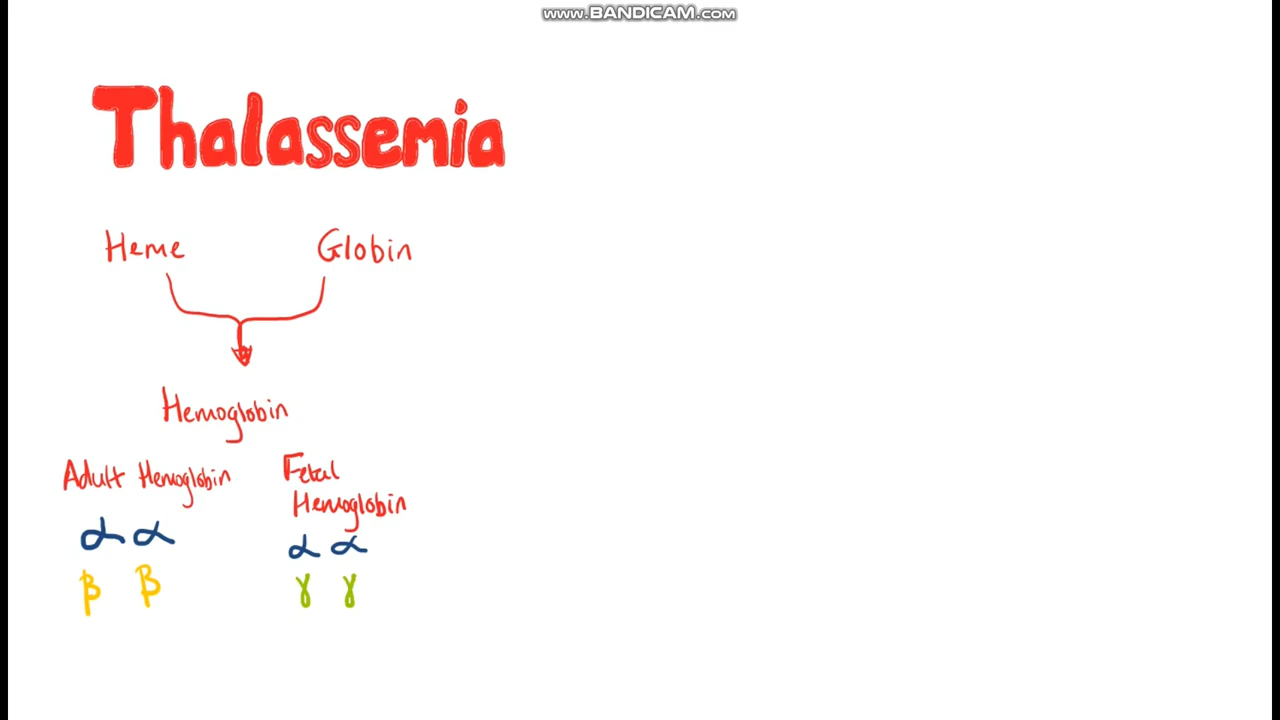 www.BANDICAM.com
Thalassemia
Heme Globin
Hemoglobin
Adult Hemoglobin
α α
β β
Fetal
Hemoglobin
α α
γ γ